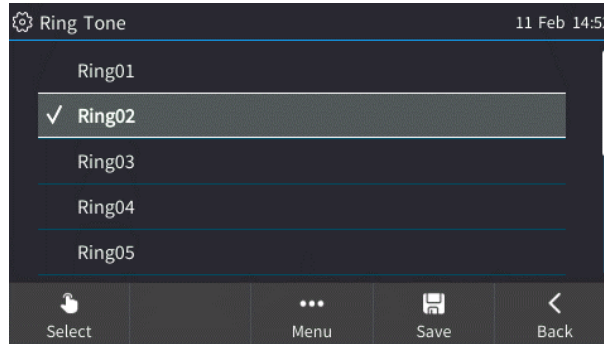 Ring Tone 11 Feb 14:5
Ring01
Ring02
Ring03
Ring04
Ring05
Select Menu Save Back